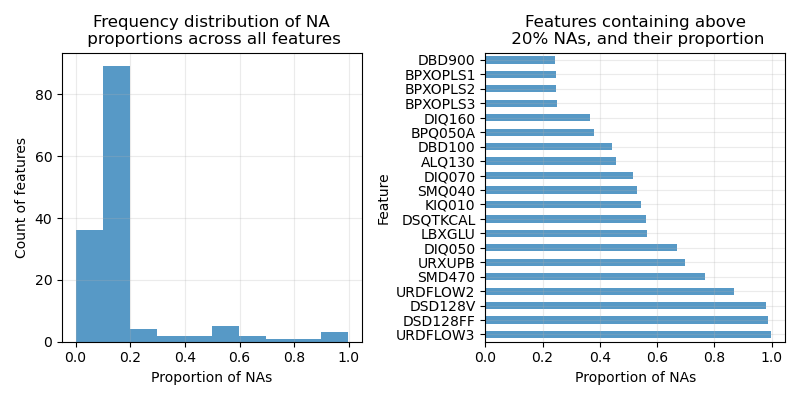 Frequency distribution of NA
proportions across all features
80
60
40
20
0
Count of features
0.0 0.2 0.4 0.6 0.8 1.0
Proportion of NAs
Features containing above
20% NAs, and their proportion
Feature
DBD900
BPXOPLS1
BPXOPLS2
BPXOPLS3
DIQ160
BPQ050A
DBD100
ALQ130
DIQ070
SMQ040
KIQ010
DSQTKCAL
LBXGLU
DIQ050
URXUPB
SMD470
URDFLOW2
DSD128V
DSD128FF
URDFLOW3
0.0 0.2 0.4 0.6 0.8 1.0
Proportion of NAs